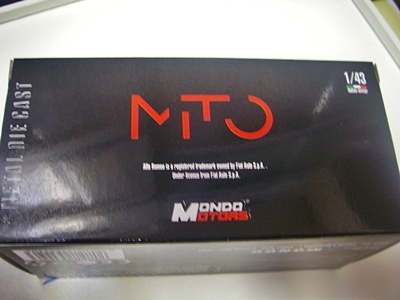 1/43
METAL DIE CAST
MiTO
Alfa Romeo is a registered trademark owned by Fiat Auto S.p.A.
Under license from Fiat Auto S.p.A.
MONDO
MOTORS